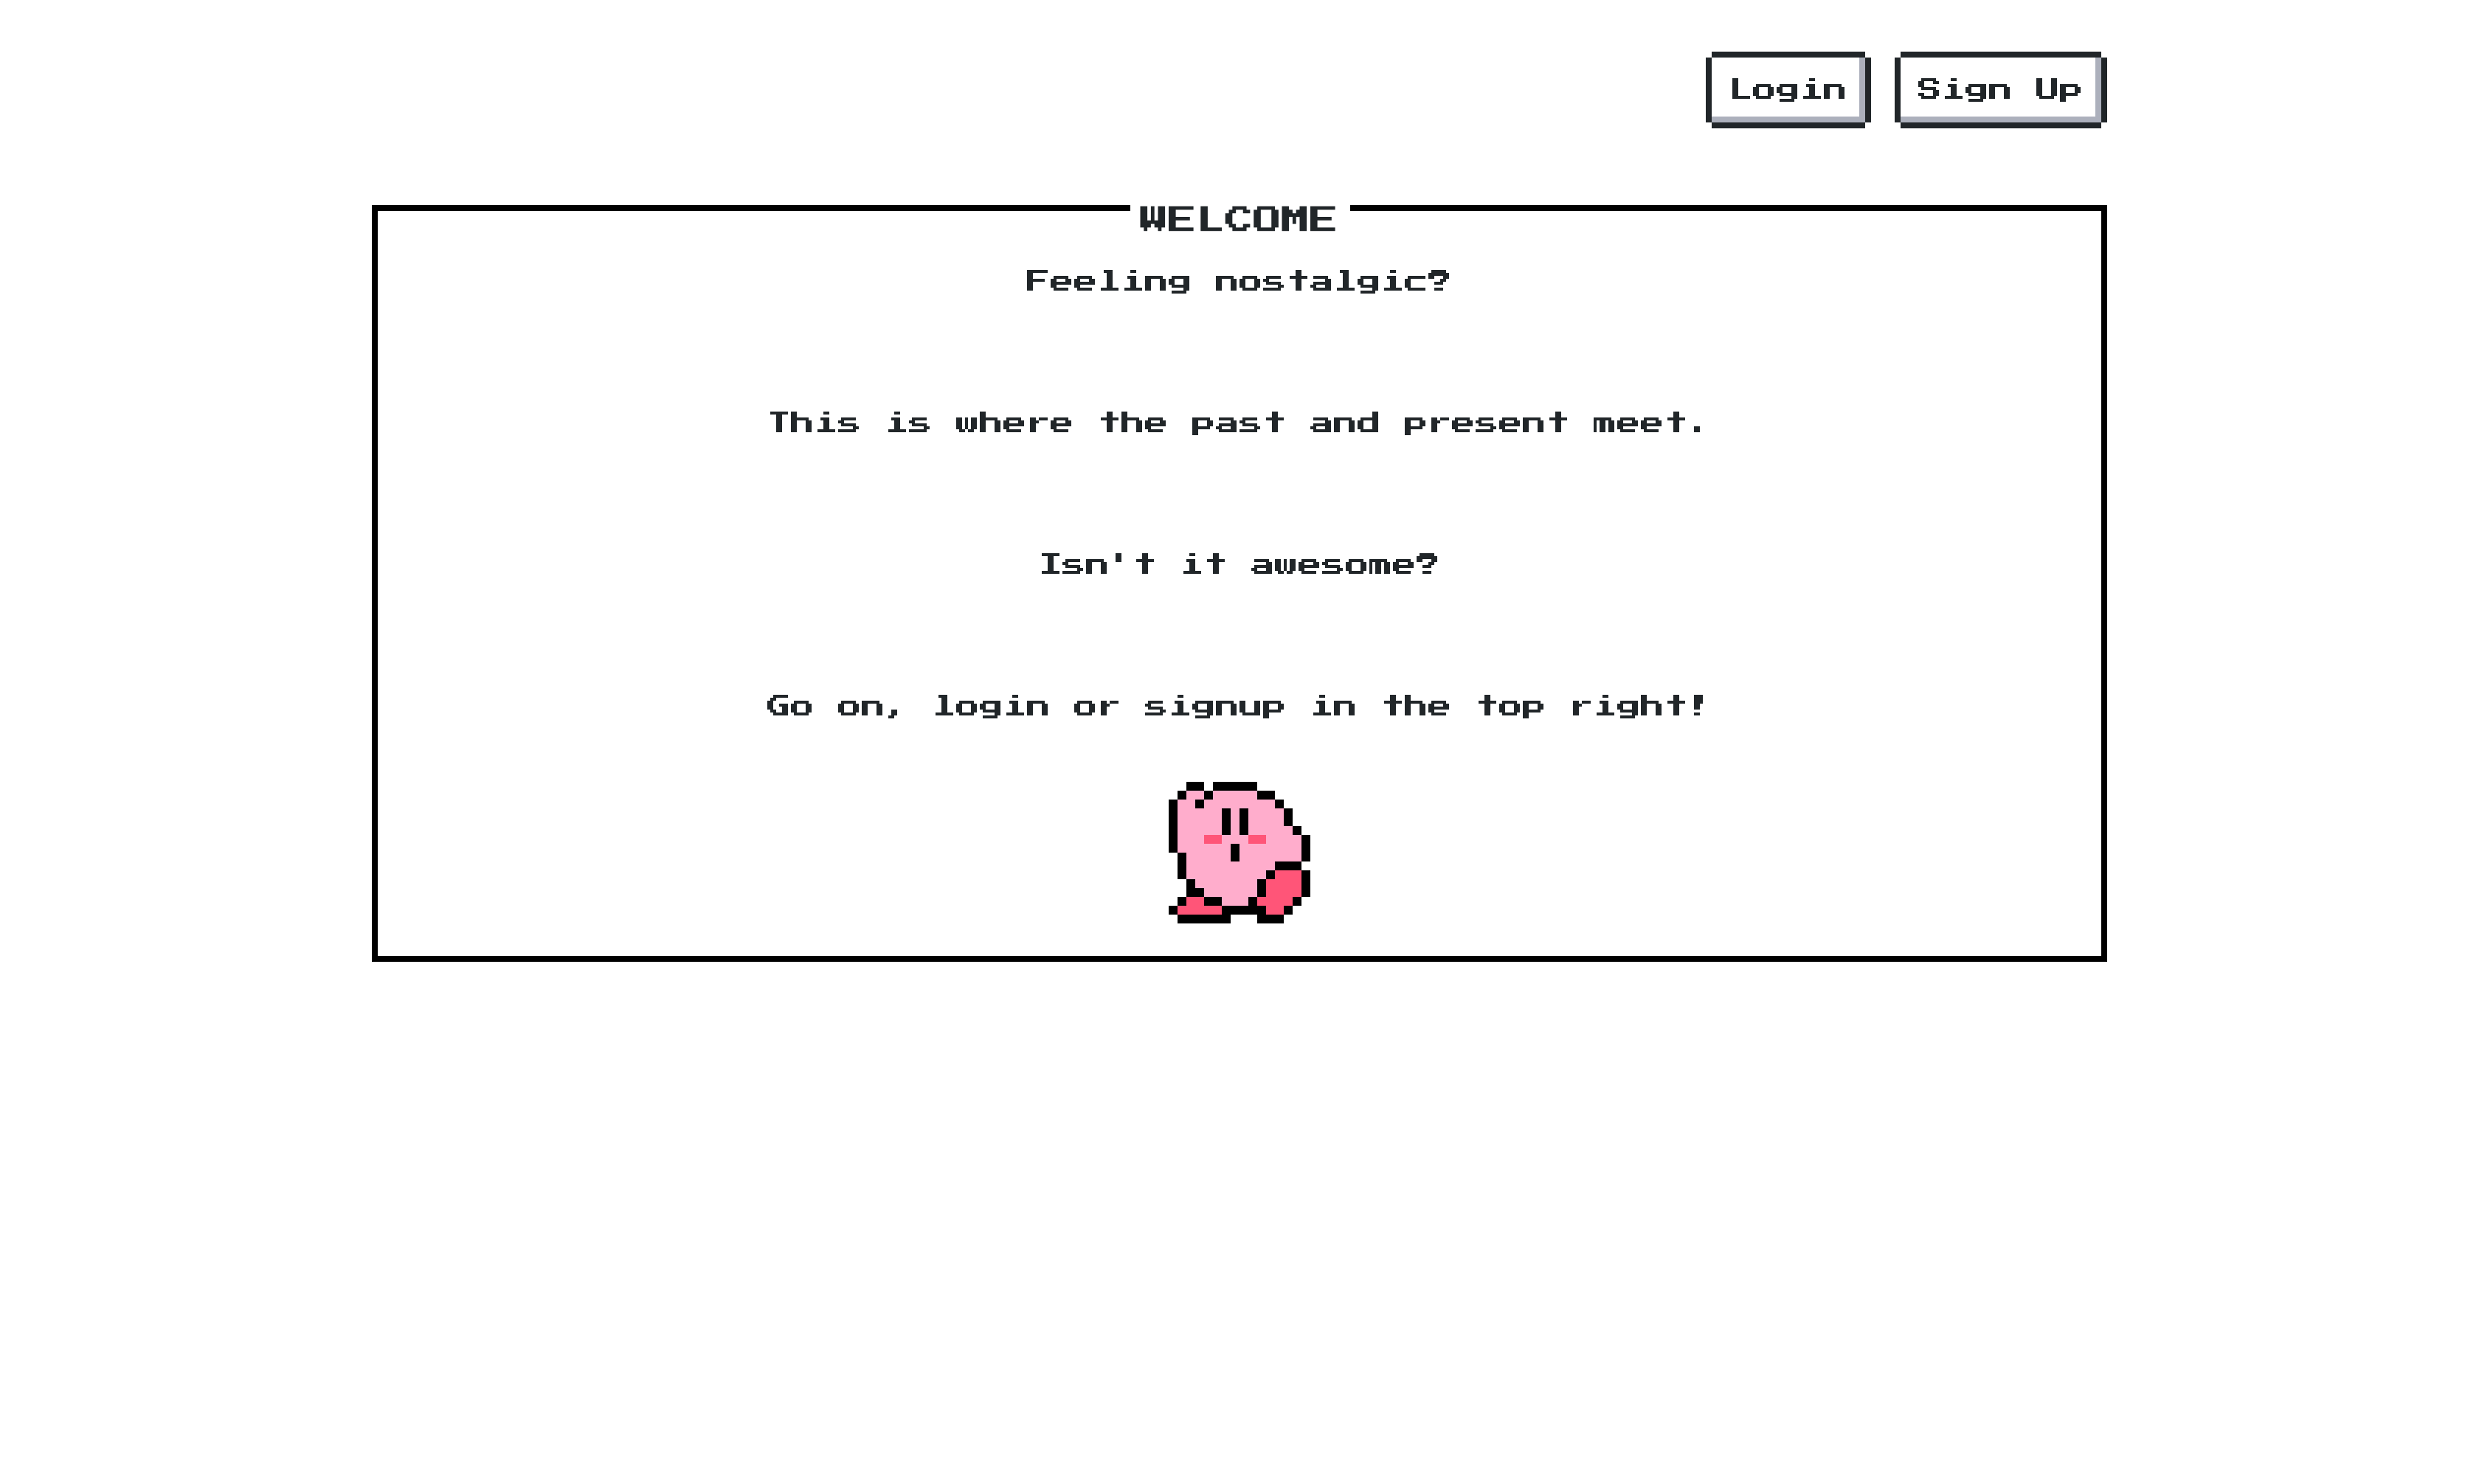 Login
Sign Up
WELCOME
Feeling nostalgic?
This is where the past and present meet.
Isn't it awesome?
Go on, login or signup in the top right!